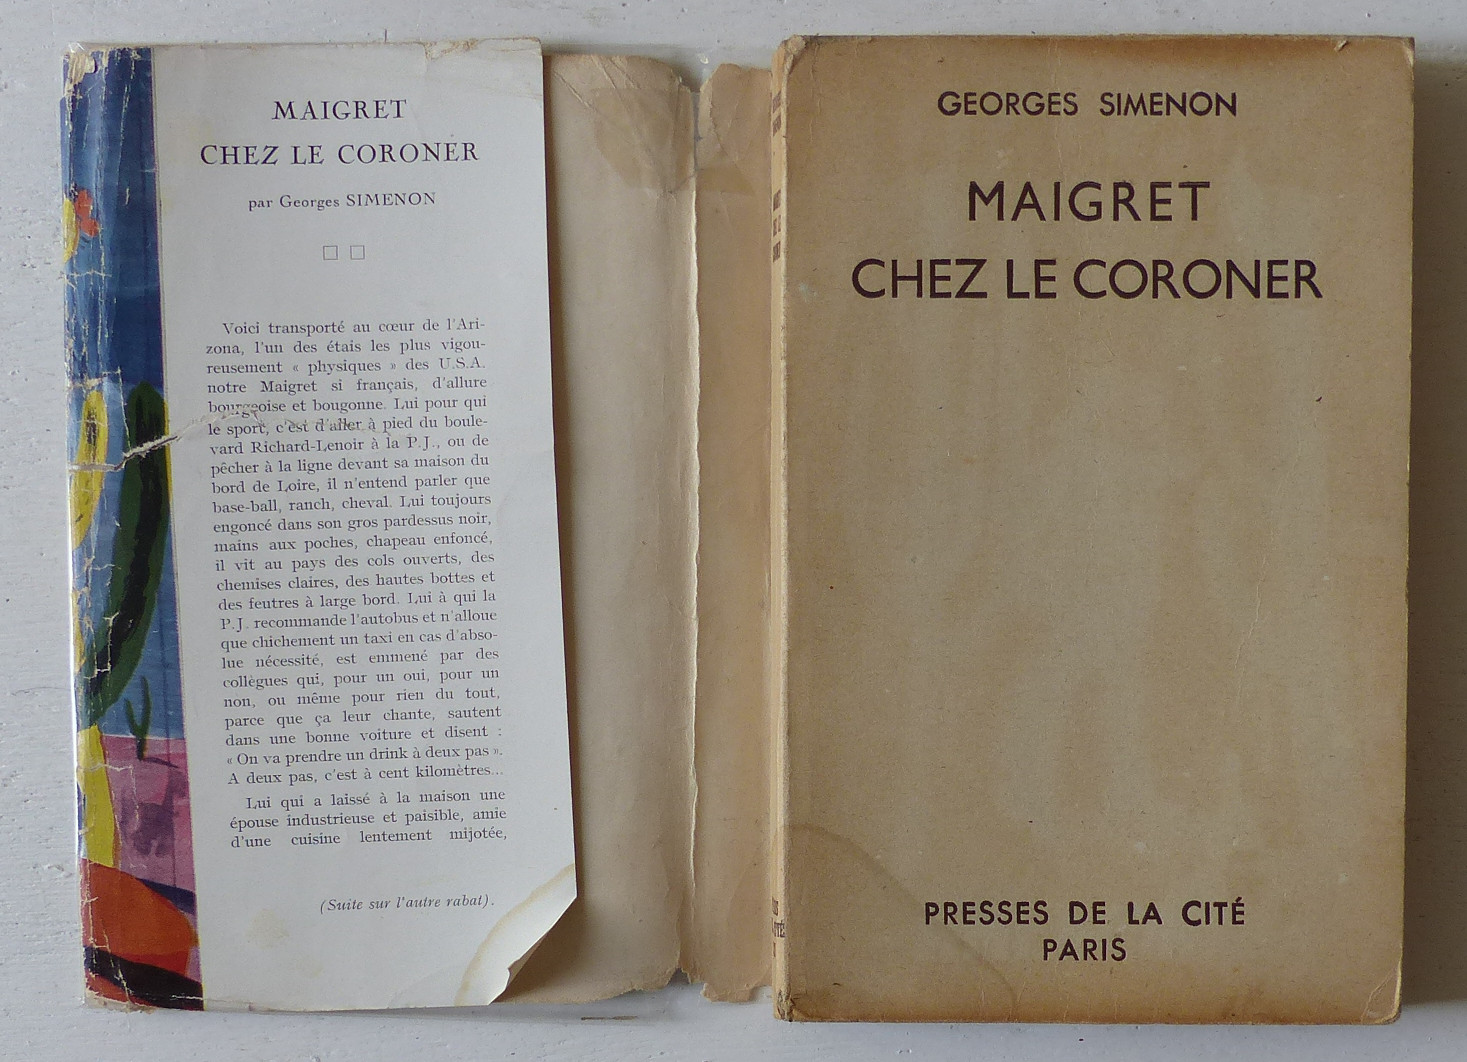 MAIGRET
CHEZ LE CORONER
par Georges SIMENON
Voici transporté au cœur de l'Ari-
zona, l'un des étais les plus vigou-
reusement « physiques » des U.S.A.
notre Maigret si français, d'allure
bourgeoise et bougonne. Lui pour qui
le sport, c'est d'aller à pied du boule-
vard Richard-Lenoir à la P.J., ou de
pêcher à la ligne devant sa maison du
bord de Loire, il n'entend parler que
base-ball, ranch, cheval. Lui toujours
engoncé dans son gros pardessus noir,
mains aux poches, chapeau enfoncé,
il vit au pays des cols ouverts, des
chemises claires, des hautes bottes et
des feutres à large bord. Lui à qui la
P.J. recommande l'autobus et n'alloue
que chichement un taxi en cas d'abso-
lue nécessité, est emmené par des
collègues qui, pour un oui, pour un
non, ou même pour rien du tout,
parce que ça leur chante, sautent
dans une bonne voiture et disent :
« On va prendre un drink à deux pas ».
A deux pas, c'est à cent kilomètres...
Lui qui a laissé à la maison une
épouse industrieuse et paisible, amie
d'une cuisine lentement mijotée,
(Suite sur l'autre rabat).
GEORGES SIMENON
MAIGRET
CHEZ LE CORONER
PRESSES DE LA CITÉ
PARIS